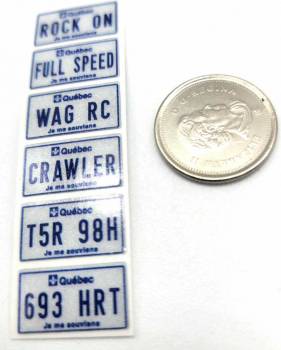 Québec
ROCK ON
Je me souviens
Québec
FULL SPEED
Je me souviens
Québec
WAG RC
Je me souviens
Québec
CRAWLER
Je me souviens
Québec
T5R 98H
Je me souviens
Québec
693 HRT
Je me souviens